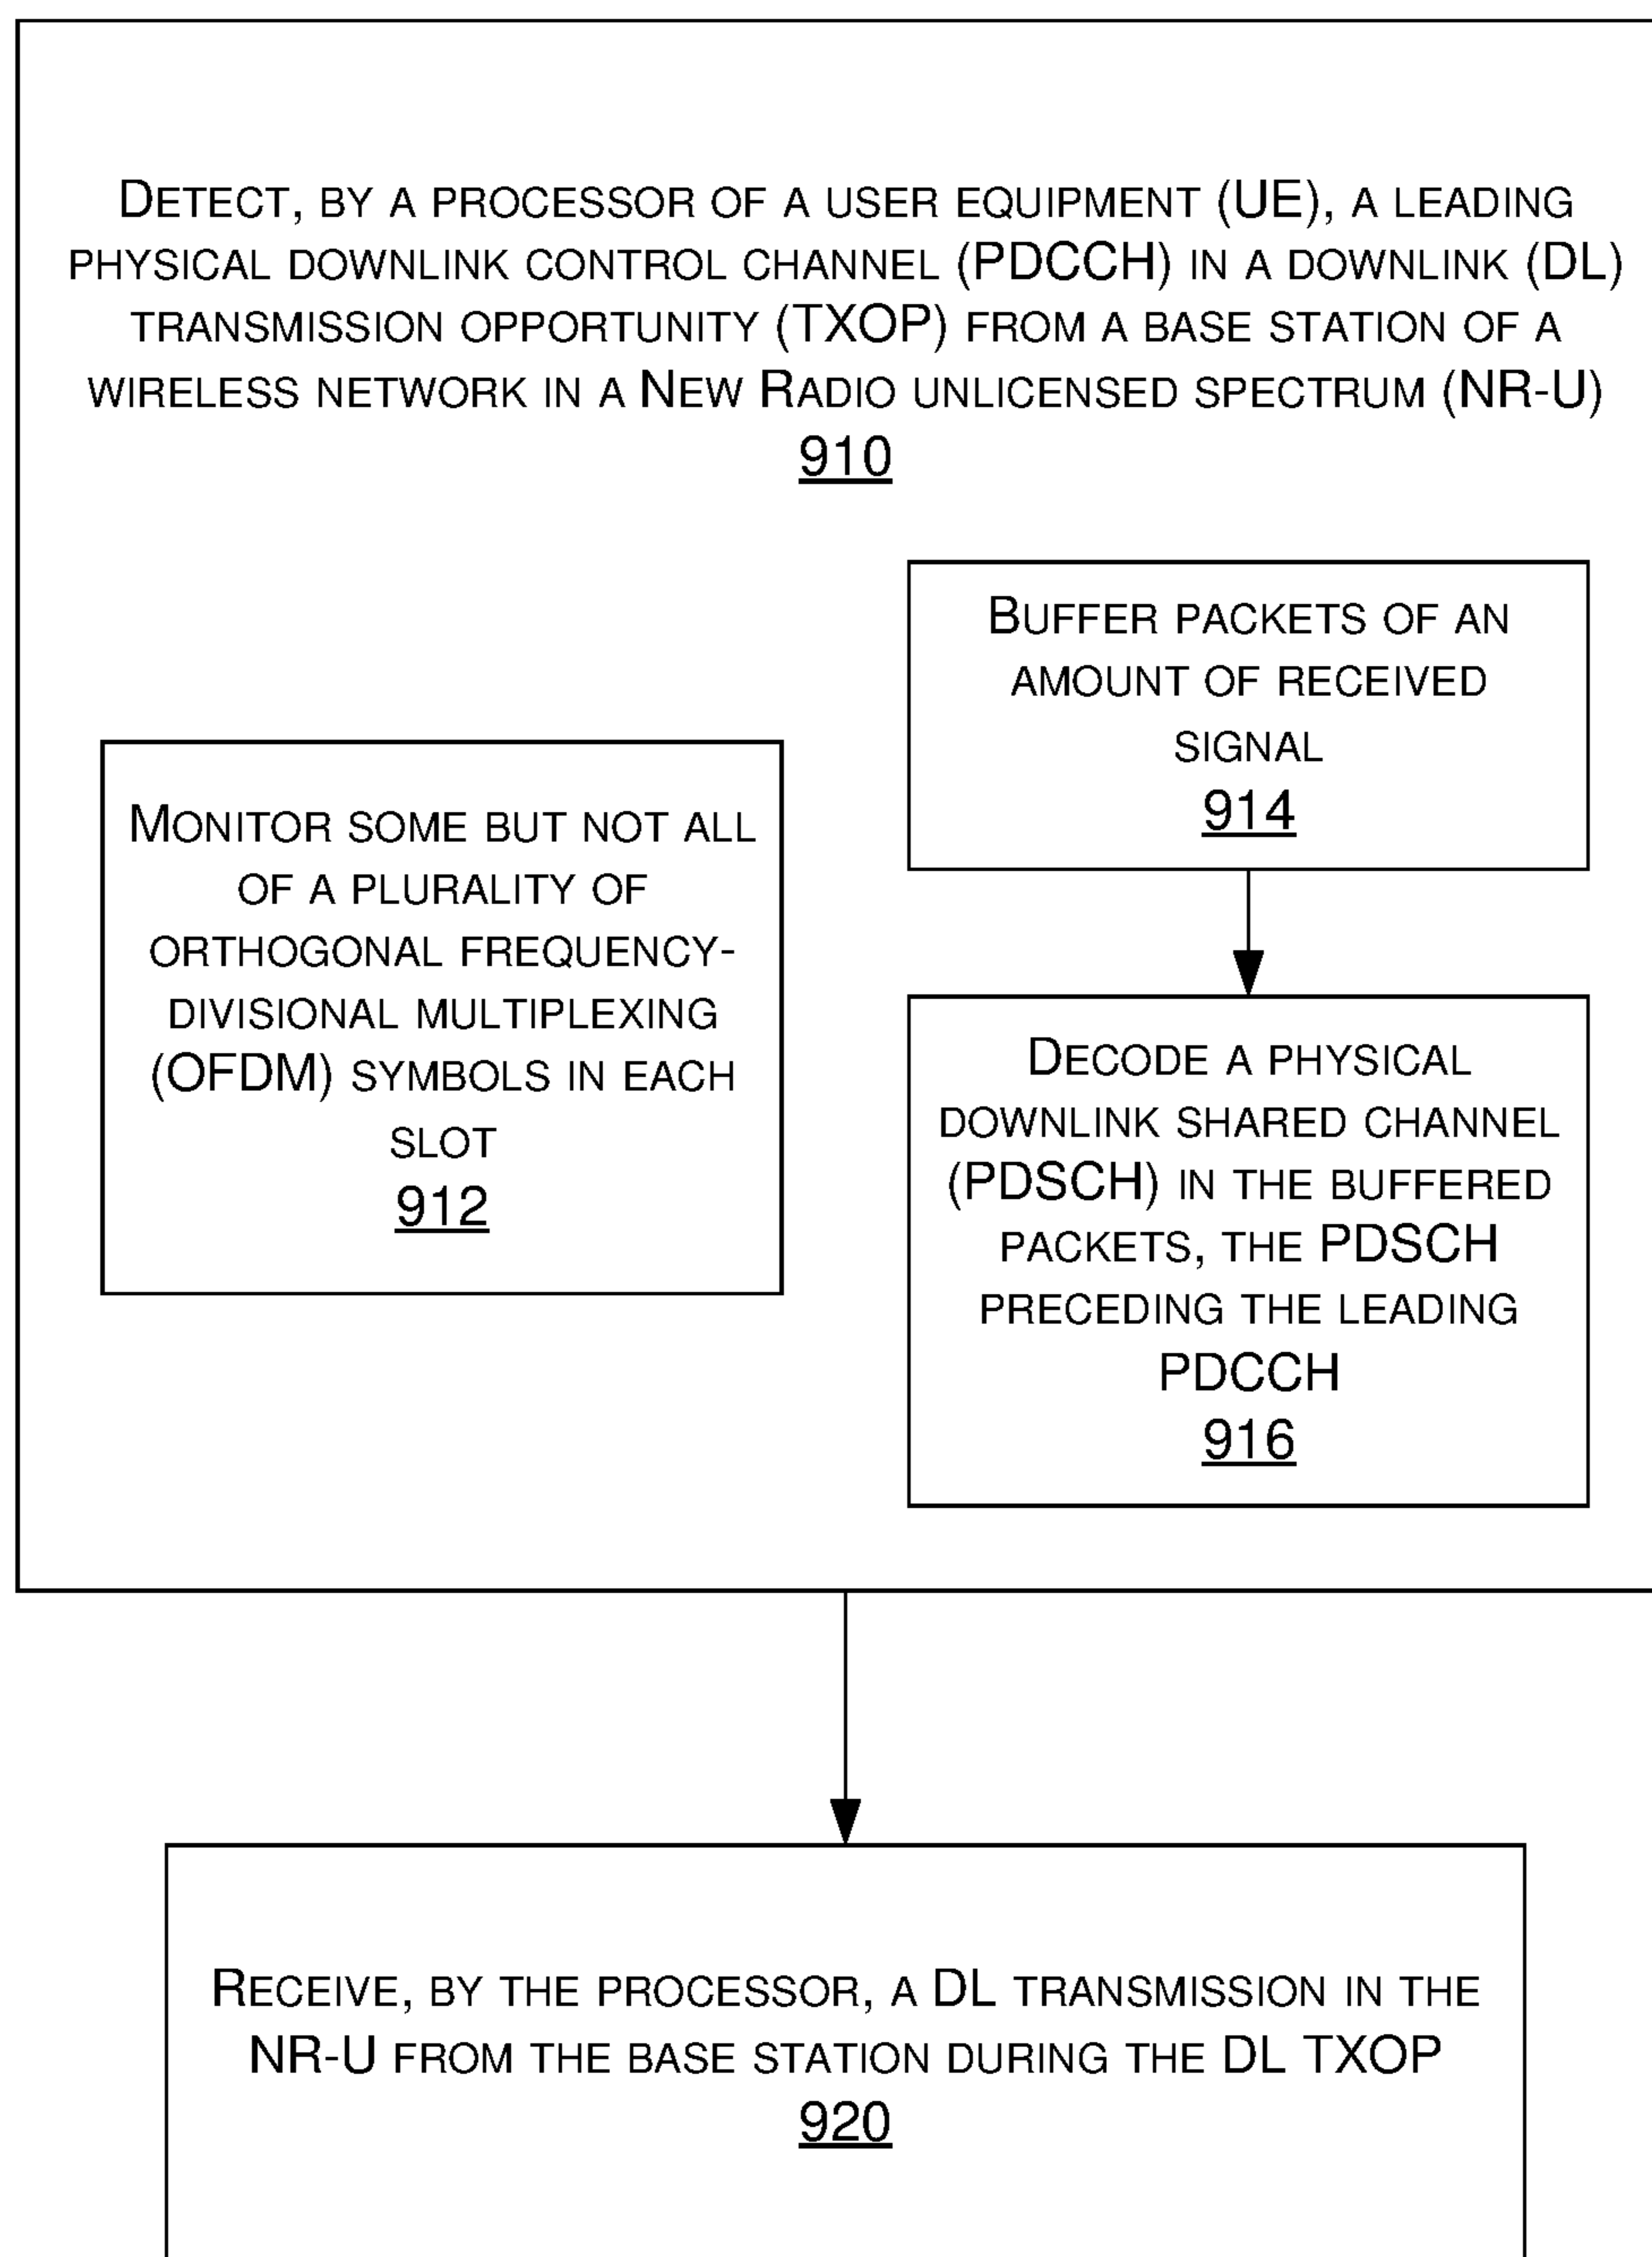 DETECT, BY A PROCESSOR OF A USER EQUIPMENT (UE), A LEADING
PHYSICAL DOWNLINK CONTROL CHANNEL (PDCCH) IN A DOWNLINK (DL)
TRANSMISSION OPPORTUNITY (TXOP) FROM A BASE STATION OF A
WIRELESS NETWORK IN A NEW RADIO UNLICENSED SPECTRUM (NR-U)
910
MONITOR SOME BUT NOT ALL
OF A PLURALITY OF
ORTHOGONAL FREQUENCY-
DIVISIONAL MULTIPLEXING
(OFDM) SYMBOLS IN EACH
SLOT
912
BUFFER PACKETS OF AN
AMOUNT OF RECEIVED
SIGNAL
914
DECODE A PHYSICAL
DOWNLINK SHARED CHANNEL
(PDSCH) IN THE BUFFERED
PACKETS, THE PDSCH
PRECEDING THE LEADING
PDCCH
916
RECEIVE, BY THE PROCESSOR, A DL TRANSMISSION IN THE
NR-U FROM THE BASE STATION DURING THE DL TXOP
920